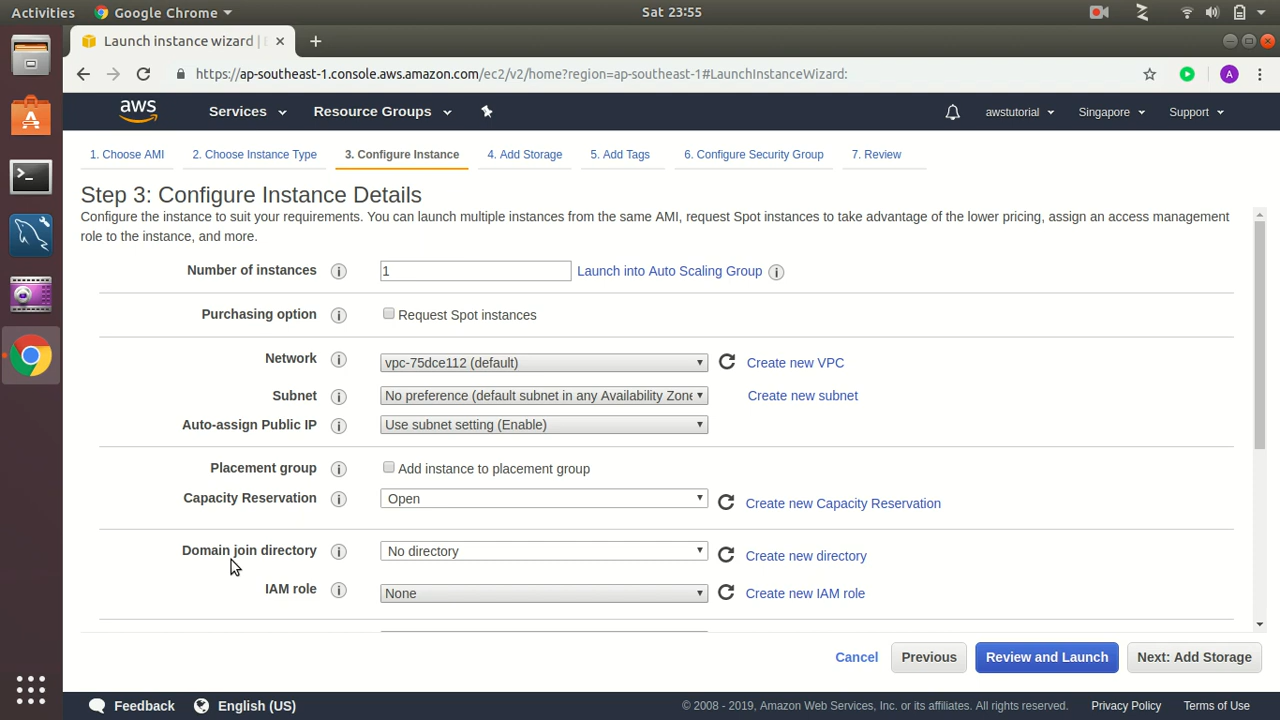 Activities
Google Chrome
Sat 23:55
Launch instance wizard |
https://ap-southeast-1.console.aws.amazon.com/ec2/v2/home?region=ap-southeast-1#LaunchInstanceWizard:
A
aws
Services
Resource Groups
awstutorial
Singapore
Support
1. Choose AMI
2. Choose Instance Type
3. Configure Instance
4. Add Storage
5. Add Tags
6. Configure Security Group
7. Review
Step 3: Configure Instance Details
Configure the instance to suit your requirements. You can launch multiple instances from the same AMI, request Spot instances to take advantage of the lower pricing, assign an access management
role to the instance, and more.
Number of instances
1
Launch into Auto Scaling Group
Purchasing option
Request Spot instances
Network
vpc-75dce112 (default)
Create new VPC
Subnet
No preference (default subnet in any Availability Zone
Create new subnet
Auto-assign Public IP
Use subnet setting (Enable)
Placement group
Add instance to placement group
Capacity Reservation
Open
Create new Capacity Reservation
Domain join directory
No directory
Create new directory
IAM role
None
Create new IAM role
Cancel
Previous
Review and Launch
Next: Add Storage
Feedback
English (US)
© 2008 - 2019, Amazon Web Services, Inc. or its affiliates. All rights reserved.
Privacy Policy
Terms of Use